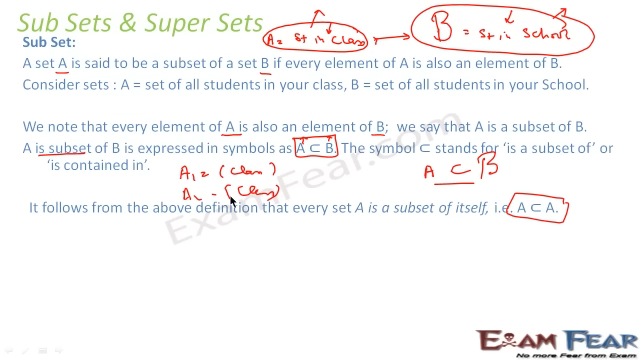 Sub Sets & Super Sets
A = St in Class
B = St in School
Sub Set:
A set A is said to be a subset of a set B if every element of A is also an element of B.
Consider sets : A = set of all students in your class, B = set of all students in your School.
We note that every element of A is also an element of B; we say that A is a subset of B.
A is subset of B is expressed in symbols as A ⊂ B. The symbol ⊂ stands for 'is a subset of' or
'is contained in'.
A ⊂ B
A1 = (Class)
(Class)
It follows from the above definition that every set A is a subset of itself, i.e. A ⊂ A.
ExamFear.com
EXAM FEAR
No more Fear from Exam